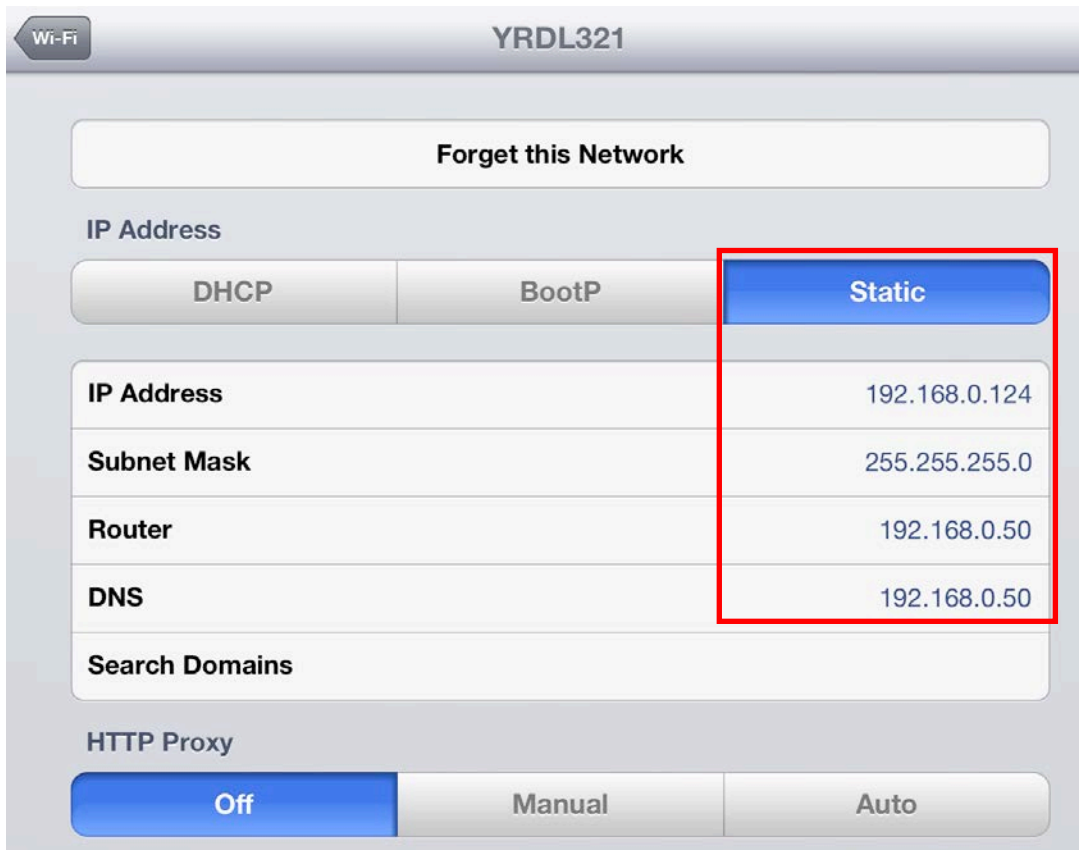 Wi-Fi YRDL321
Forget this Network
IP Address
DHCP BootP Static
IP Address 192.168.0.124
Subnet Mask 255.255.255.0
Router 192.168.0.50
DNS 192.168.0.50
Search Domains
HTTP Proxy
Off Manual Auto